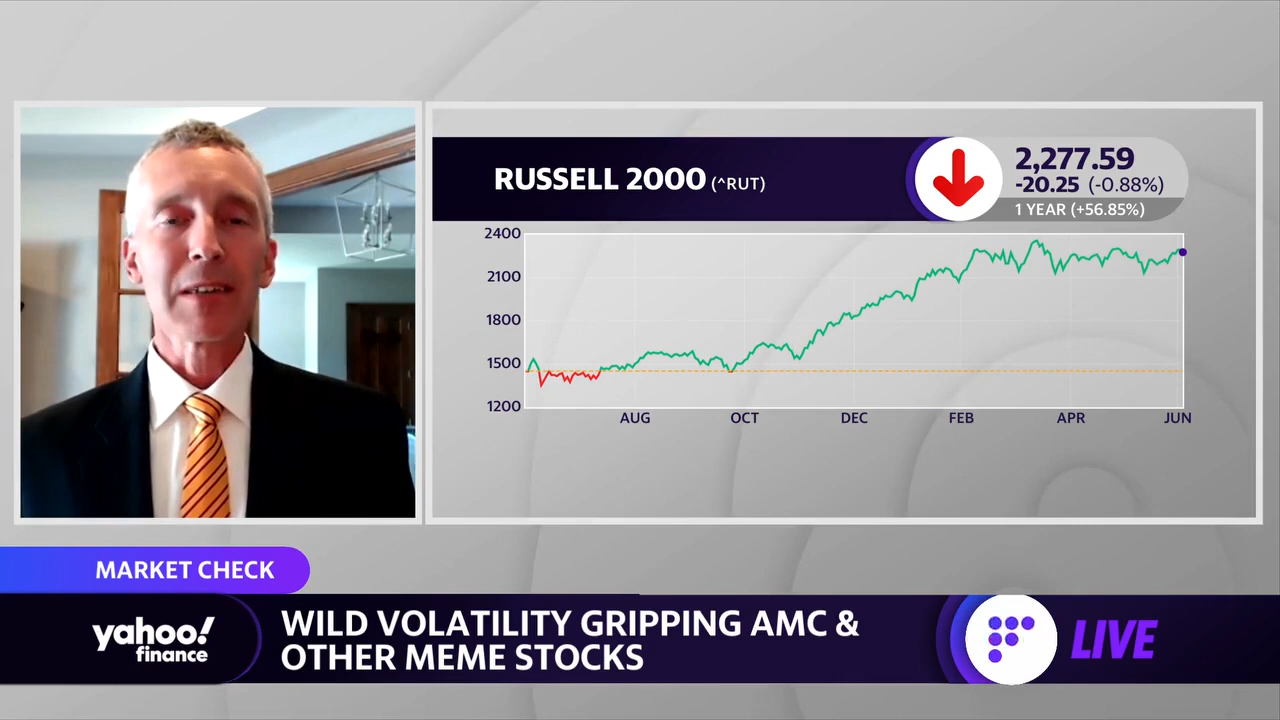 RUSSELL 2000 (^RUT)
2,277.59
-20.25 (-0.88%)
1 YEAR (+56.85%)
2400
2100
1800
1500
1200
AUG OCT DEC FEB APR JUN
MARKET CHECK
yahoo!
finance
WILD VOLATILITY GRIPPING AMC &
OTHER MEME STOCKS
LIVE